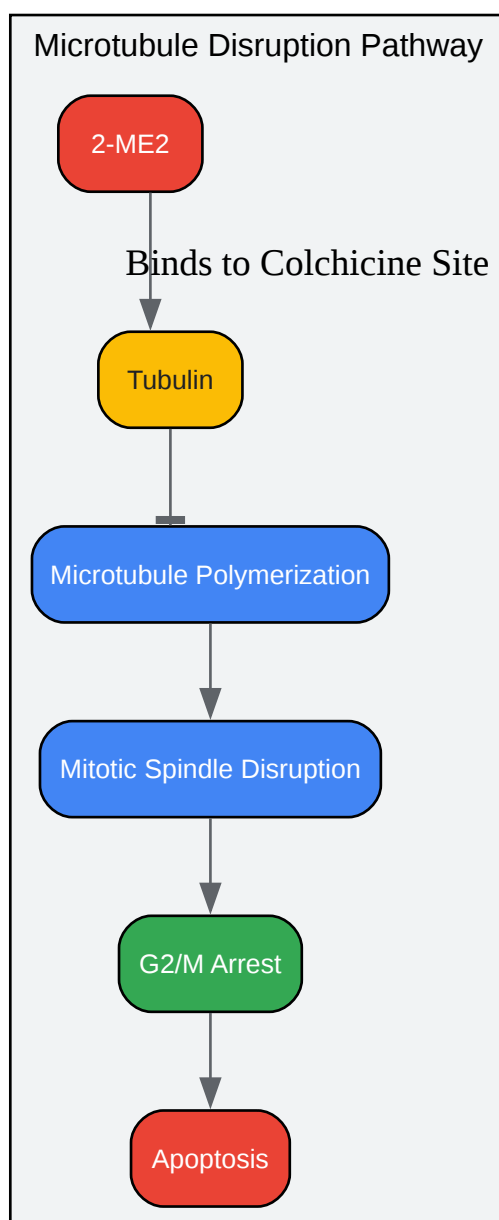 Microtubule Disruption Pathway
2-ME2
Binds to Colchicine Site
Tubulin
Microtubule Polymerization
Mitotic Spindle Disruption
G2/M Arrest
Apoptosis